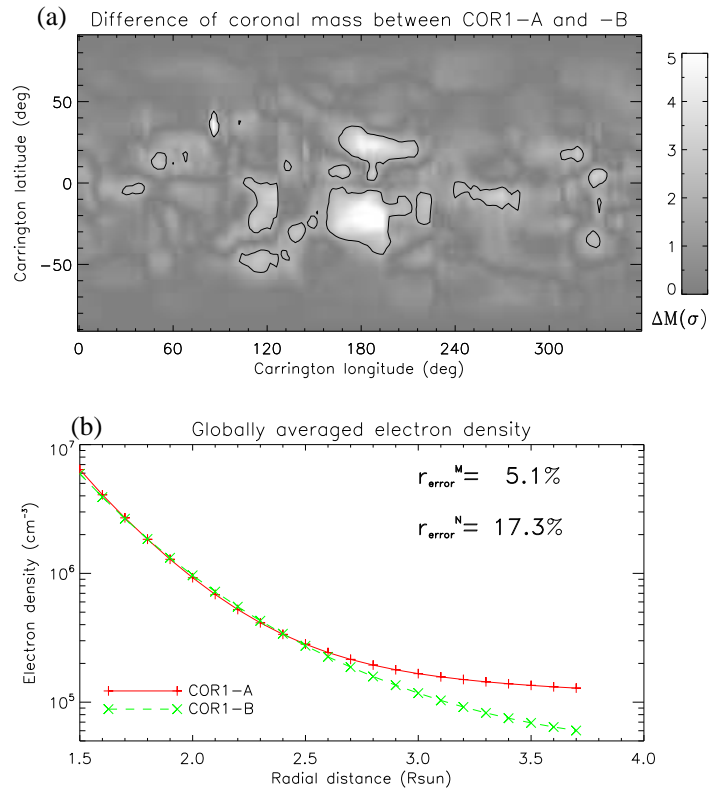 (a) Difference of coronal mass between COR1−A and −B
Carrington latitude (deg)
50
0
−50
0 60 120 180 240 300
Carrington longitude (deg)
5
4
3
2
1
0
ΔM(σ)
(b) Globally averaged electron density
Electron density (cm⁻³)
10⁷
10⁶
10⁵
r_error^M= 5.1%
r_error^N= 17.3%
COR1−A
COR1−B
1.5 2.0 2.5 3.0 3.5 4.0
Radial distance (Rsun)